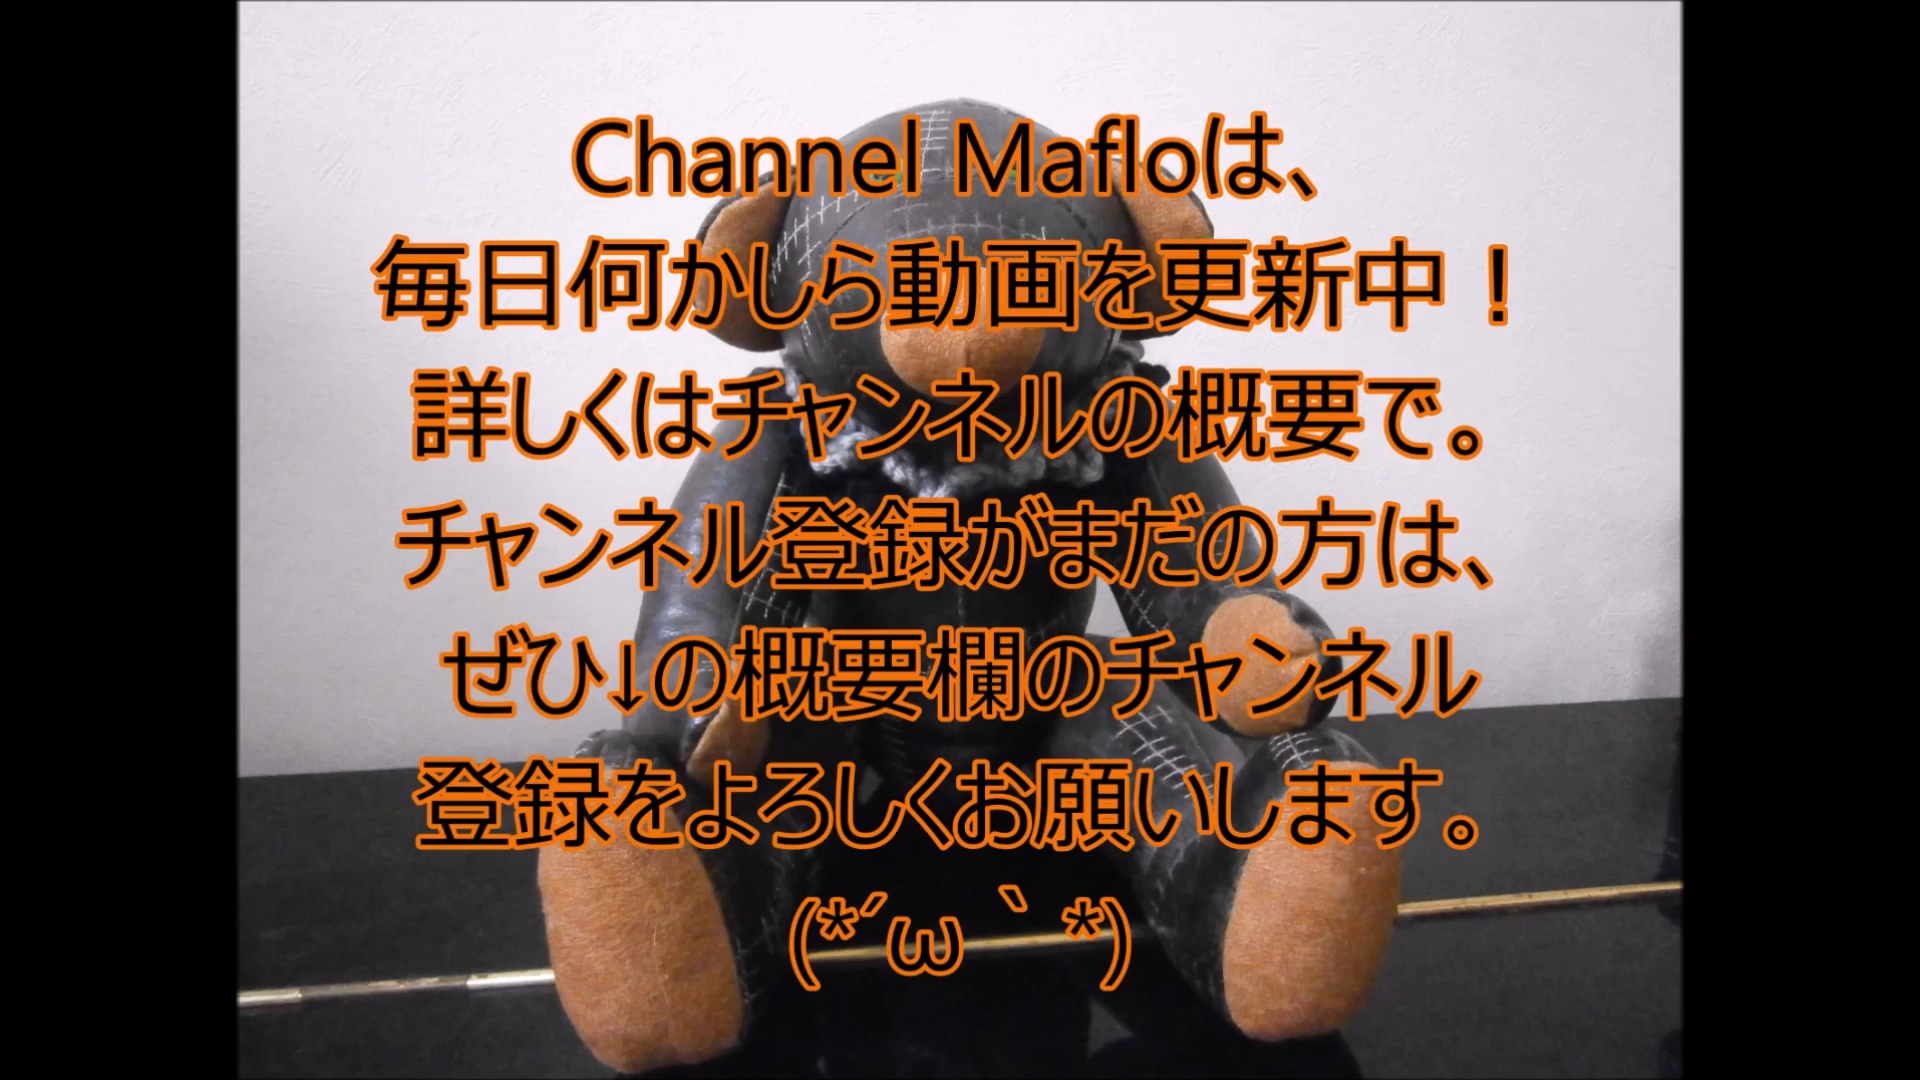 Channel Mafloは、
毎日何かしら動画を更新中！
詳しくはチャンネルの概要で。
チャンネル登録がまだの方は、
ぜひ↓の概要欄のチャンネル
登録をよろしくお願いします。
(*´ω｀*)